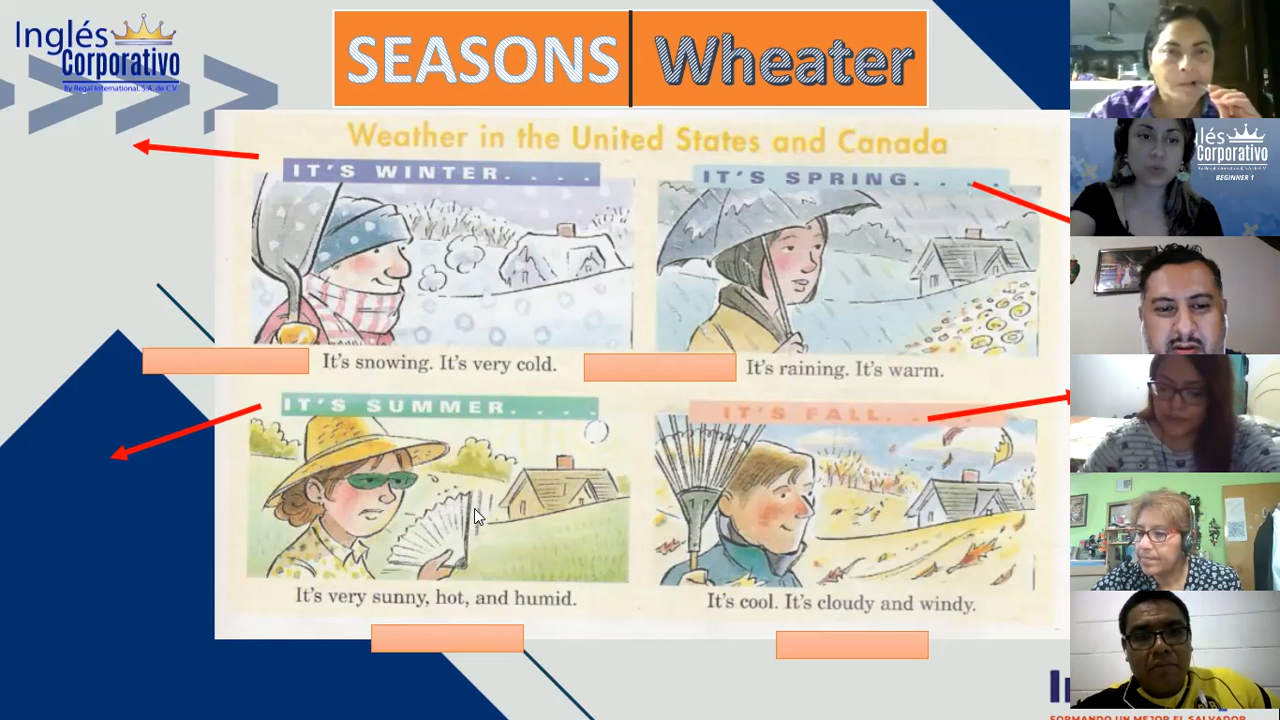 Inglés
Corporativo
By Regal International, S.A. de C.V.
SEASONS
Wheater
Weather in the United States and Canada
IT'S WINTER. . . .
IT'S SPRING. . . .
It's snowing. It's very cold.
It's raining. It's warm.
IT'S SUMMER. . . .
IT'S FALL. . .
It's very sunny, hot, and humid.
It's cool. It's cloudy and windy.
lés
Corporativo
BEGINNER 1
FORMANDO UN MEJOR EL SALVADOR